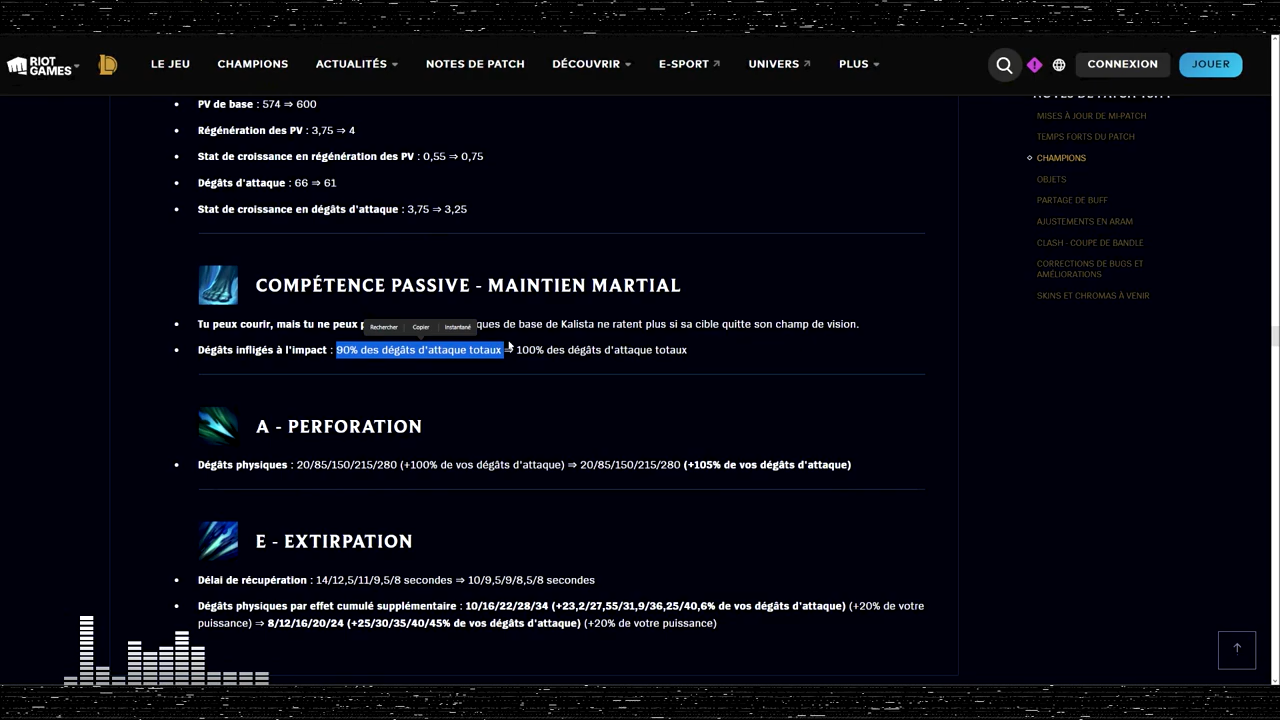 RIOT GAMES
LE JEU
CHAMPIONS
ACTUALITÉS
NOTES DE PATCH
DÉCOUVRIR
E-SPORT
UNIVERS
PLUS
CONNEXION
JOUER
PV de base : 574 ⇒ 600
Régénération des PV : 3,75 ⇒ 4
Stat de croissance en régénération des PV : 0,55 ⇒ 0,75
Dégâts d'attaque : 66 ⇒ 61
Stat de croissance en dégâts d'attaque : 3,75 ⇒ 3,25
COMPÉTENCE PASSIVE - MAINTIEN MARTIAL
Tu peux courir, mais tu ne peux ques de base de Kalista ne ratent plus si sa cible quitte son champ de vision.
Rechercher
Copier
Instantané
Dégâts infligés à l'impact : 90% des dégâts d'attaque totaux ⇒ 100% des dégâts d'attaque totaux
A - PERFORATION
Dégâts physiques : 20/85/150/215/280 (+100% de vos dégâts d'attaque) ⇒ 20/85/150/215/280 (+105% de vos dégâts d'attaque)
E - EXTIRPATION
Délai de récupération : 14/12,5/11/9,5/8 secondes ⇒ 10/9,5/9/8,5/8 secondes
Dégâts physiques par effet cumulé supplémentaire : 10/16/22/28/34 (+23,2/27,55/31,9/36,25/40,6% de vos dégâts d'attaque) (+20% de votre
puissance) ⇒ 8/12/16/20/24 (+25/30/35/40/45% de vos dégâts d'attaque) (+20% de votre puissance)
MISES À JOUR DE MI-PATCH
TEMPS FORTS DU PATCH
CHAMPIONS
OBJETS
PARTAGE DE BUFF
AJUSTEMENTS EN ARAM
CLASH - COUPE DE BANDLE
CORRECTIONS DE BUGS ET
AMÉLIORATIONS
SKINS ET CHROMAS À VENIR